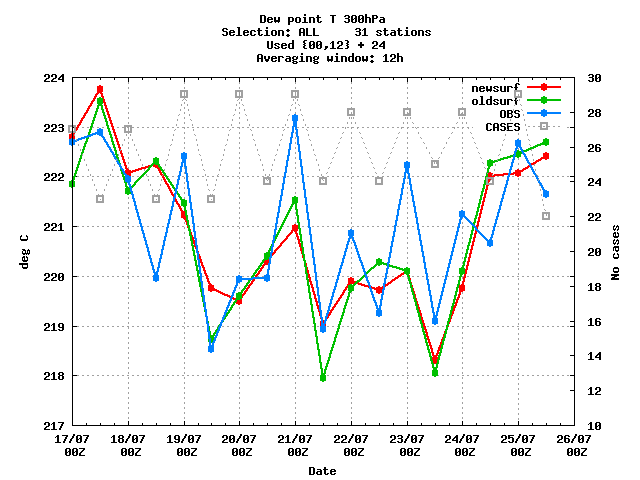 Dew point T 300hPa
Selection: ALL     31 stations
Used {00,12} + 24
Averaging window: 12h
224
223
222
221
220
219
218
217
deg C
30
28
26
24
22
20
18
16
14
12
10
No cases
newsurf
oldsurf
OBS
CASES
17/07 18/07 19/07 20/07 21/07 22/07 23/07 24/07 25/07 26/07
00Z 00Z 00Z 00Z 00Z 00Z 00Z 00Z 00Z 00Z
Date